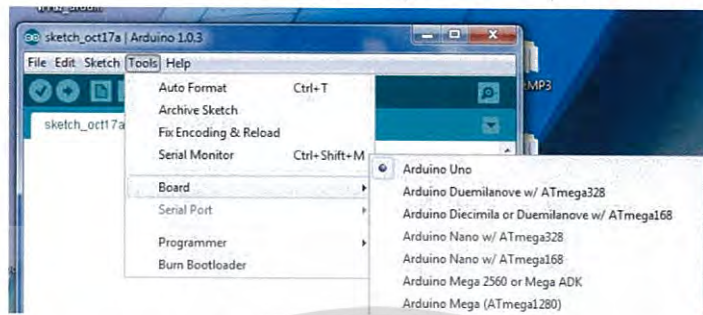 sketch_oct17a | Arduino 1.0.3
File Edit Sketch Tools Help
MP3
sketch_oct17a
Auto Format Ctrl+T
Archive Sketch
Fix Encoding & Reload
Serial Monitor Ctrl+Shift+M
Board
Serial Port
Programmer
Burn Bootloader
Arduino Uno
Arduino Duemilanove w/ ATmega328
Arduino Diecimila or Duemilanove w/ ATmega168
Arduino Nano w/ ATmega328
Arduino Nano w/ ATmega168
Arduino Mega 2560 or Mega ADK
Arduino Mega (ATmega1280)